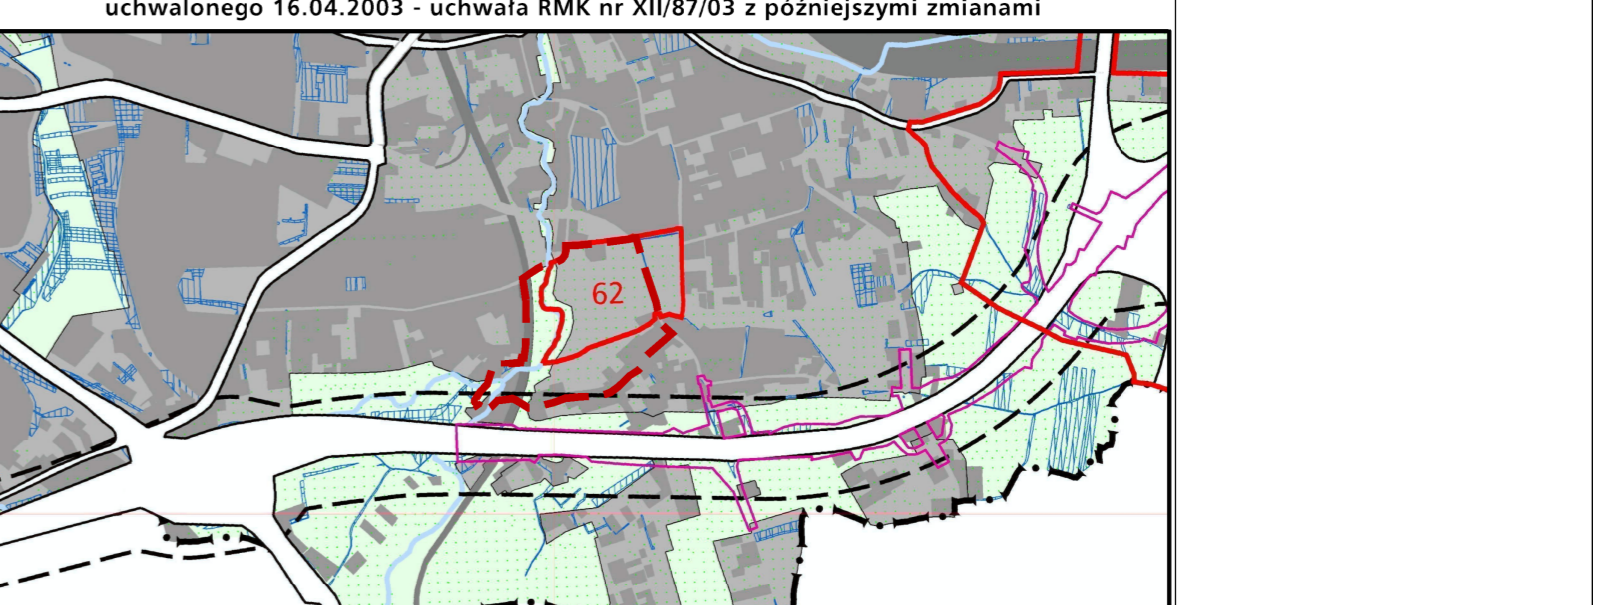 uchwalonego 16.04.2003 - uchwała RMK nr XII/87/03 z późniejszymi zmianami
62